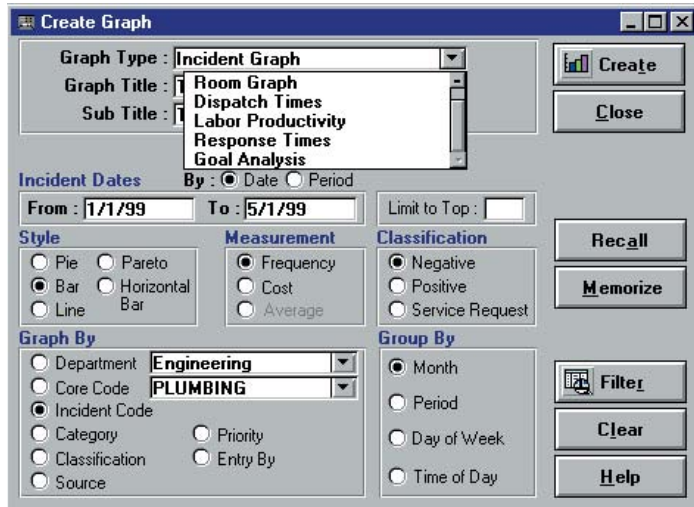 Create Graph
Graph Type : Incident Graph
Graph Title : T
Sub Title : T
Room Graph
Dispatch Times
Labor Productivity
Response Times
Goal Analysis
Create
Close
Incident Dates By : Date Period
From : 1/1/99 To : 5/1/99 Limit to Top :
Style
Pie Pareto
Bar Horizontal Bar
Line
Measurement
Frequency
Cost
Average
Classification
Negative
Positive
Service Request
Recall
Memorize
Graph By
Department Engineering
Core Code PLUMBING
Incident Code
Category Priority
Classification Entry By
Source
Group By
Month
Period
Day of Week
Time of Day
Filter
Clear
Help